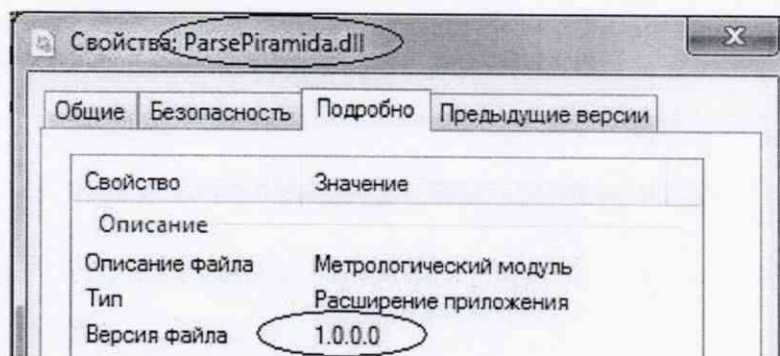 Свойства: ParsePiramida.dll
Общие Безопасность Подробно Предыдущие версии
Свойство Значение
Описание
Описание файла Метрологический модуль
Тип Расширение приложения
Версия файла 1.0.0.0